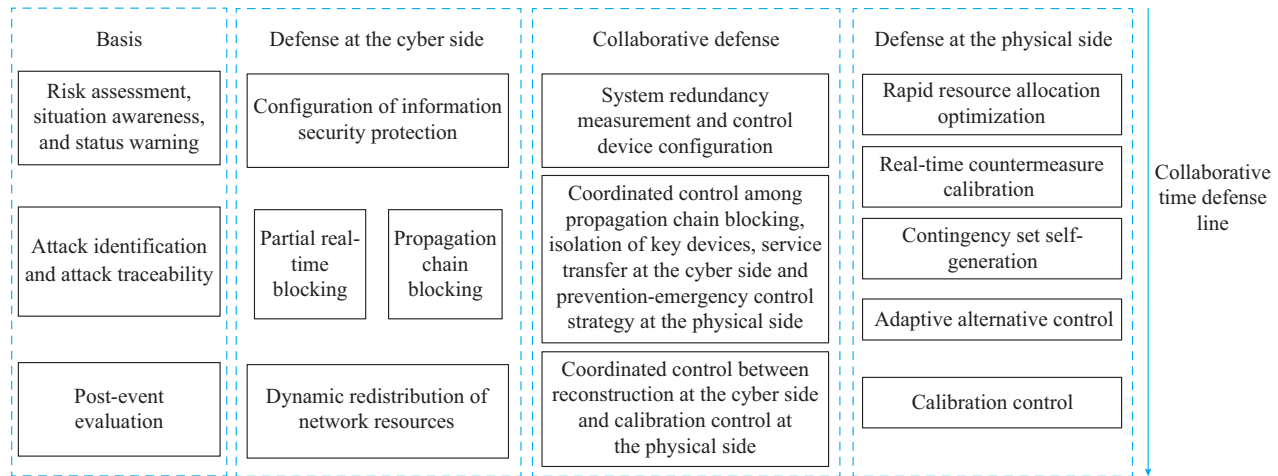 Basis
Risk assessment,
situation awareness,
and status warning
Attack identification
and attack traceability
Post-event
evaluation
Defense at the cyber side
Configuration of information
security protection
Partial real-
time
blocking
Propagation
chain
blocking
Dynamic redistribution of
network resources
Collaborative defense
System redundancy
measurement and control
device configuration
Coordinated control among
propagation chain blocking,
isolation of key devices, service
transfer at the cyber side and
prevention-emergency control
strategy at the physical side
Coordinated control between
reconstruction at the cyber side
and calibration control at
the physical side
Defense at the physical side
Rapid resource allocation
optimization
Real-time countermeasure
calibration
Contingency set self-
generation
Adaptive alternative control
Calibration control
Collaborative
time defense
line